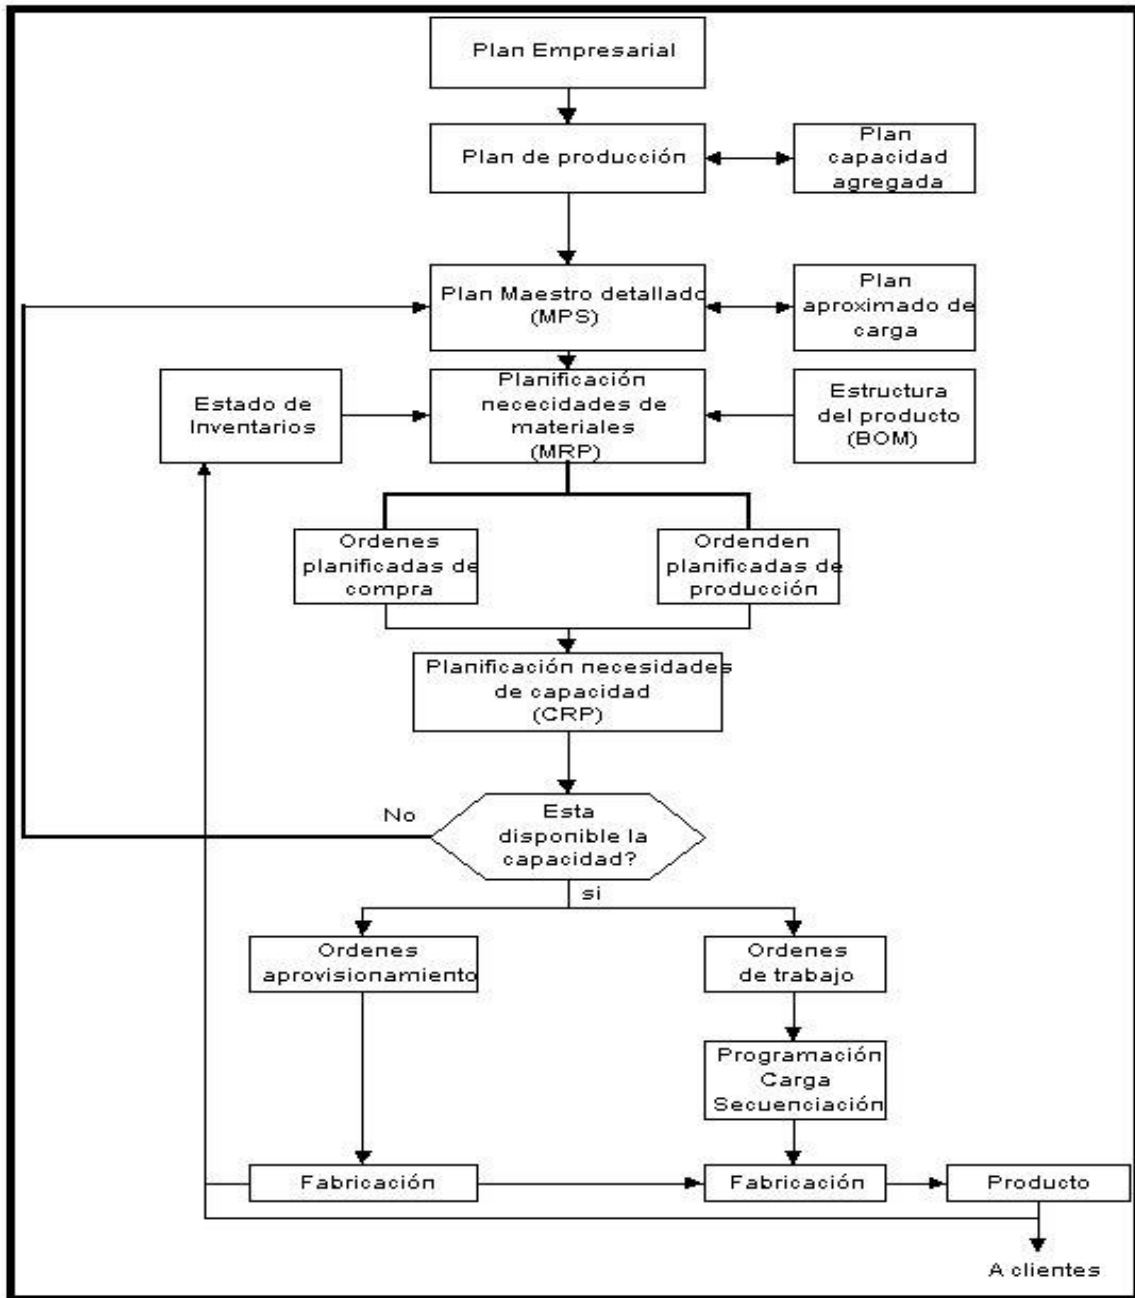 Plan Empresarial
Plan de producción
Plan
capacidad
agregada
Plan Maestro detallado
(MPS)
Plan
aproximado de
carga
Estado de
Inventarios
Planificación
nececidades de
materiales
(MRP)
Estructura
del producto
(BOM)
Ordenes
planificadas de
compra
Ordenden
planificadas de
producción
Planificación necesidades
de capacidad
(CRP)
No
Esta
disponible la
capacidad?
si
Ordenes
aprovisionamiento
Ordenes
de trabajo
Programación
Carga
Secuenciación
Fabricación
Fabricación
Producto
A clientes